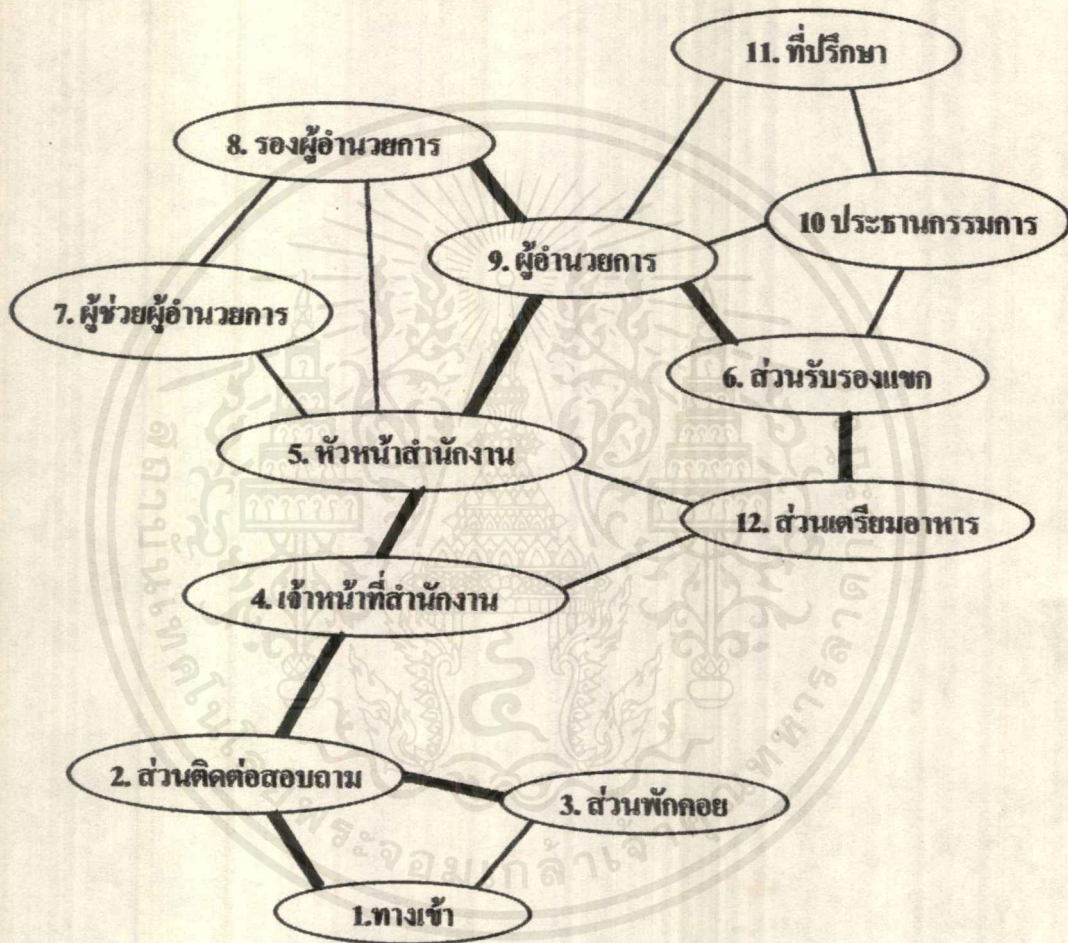 11. ที่ปรึกษา
8. รองผู้อำนวยการ
10 ประธานกรรมการ
9. ผู้อำนวยการ
7. ผู้ช่วยผู้อำนวยการ
6. ส่วนรับรองแขก
5. หัวหน้าสำนักงาน
12. ส่วนเตรียมอาหาร
4. เจ้าหน้าที่สำนักงาน
2. ส่วนติดต่อสอบถาม
3. ส่วนพักคอย
1.ทางเข้า